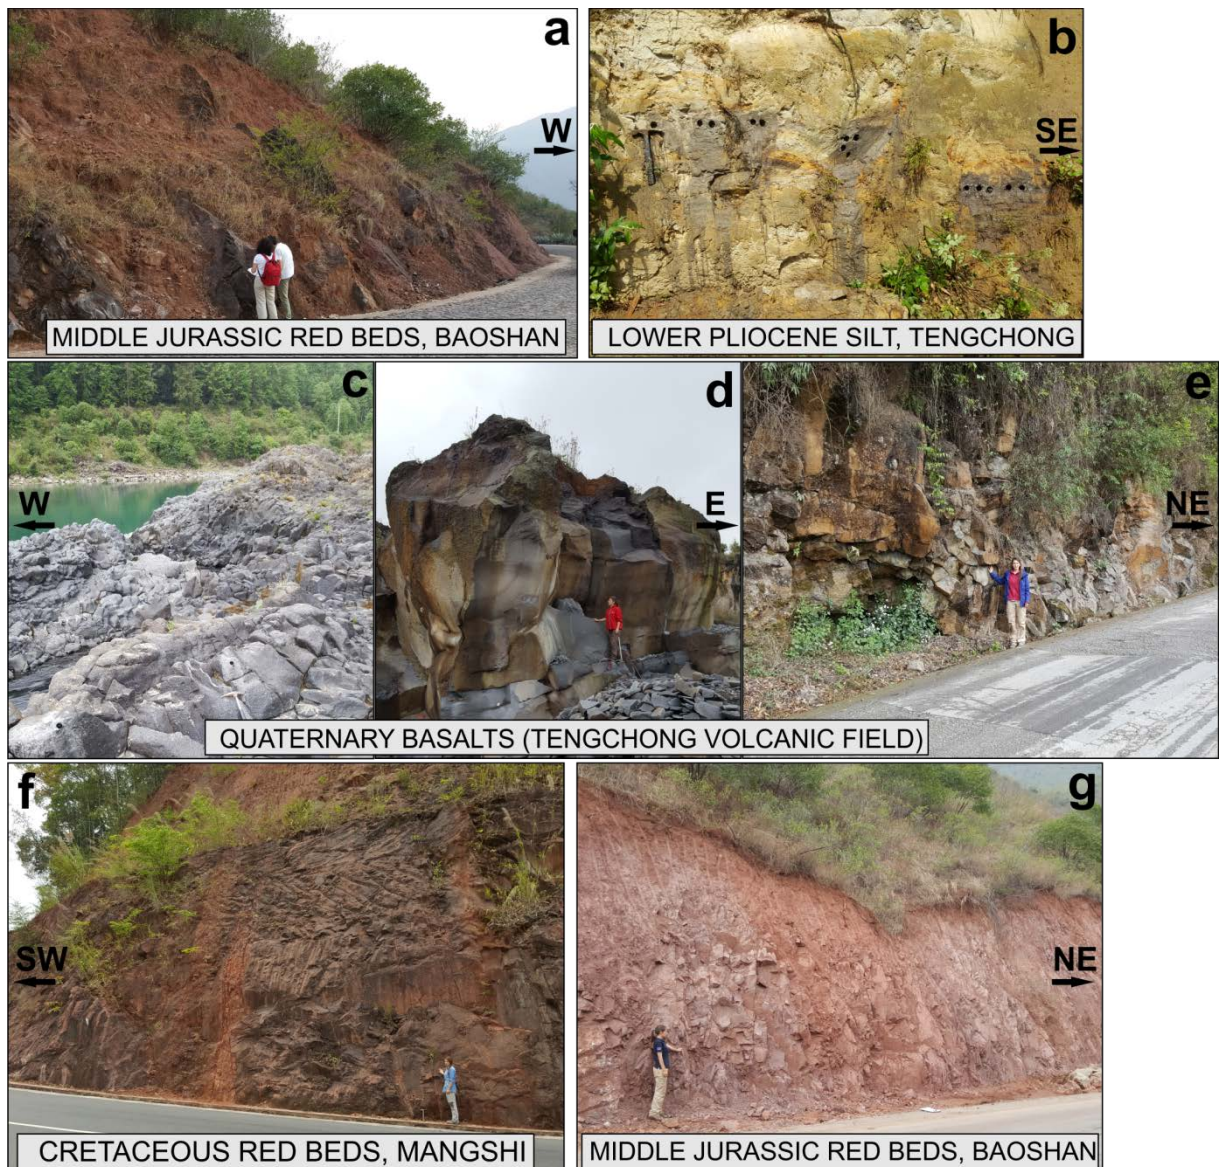 a
W
MIDDLE JURASSIC RED BEDS, BAOSHAN
b
SE
LOWER PLIOCENE SILT, TENGCHONG
c
W
d
E
e
NE
QUATERNARY BASALTS (TENGCHONG VOLCANIC FIELD)
f
SW
CRETACEOUS RED BEDS, MANGSHI
g
NE
MIDDLE JURASSIC RED BEDS, BAOSHAN